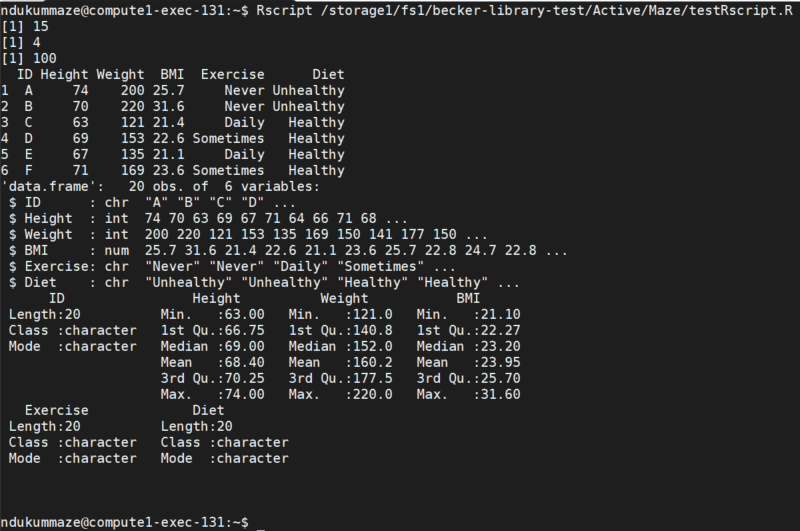 ndukummaze@compute1-exec-131:~$ Rscript /storage1/fs1/becker-library-test/Active/Maze/testRscript.R
[1] 15
[1] 4
[1] 100
  ID Height Weight  BMI  Exercise      Diet
1  A     74    200 25.7     Never Unhealthy
2  B     70    220 31.6     Never Unhealthy
3  C     63    121 21.4     Daily   Healthy
4  D     69    153 22.6 Sometimes   Healthy
5  E     67    135 21.1     Daily   Healthy
6  F     71    169 23.6 Sometimes   Healthy
'data.frame':   20 obs. of  6 variables:
 $ ID      : chr  "A" "B" "C" "D" ...
 $ Height  : int  74 70 63 69 67 71 64 66 71 68 ...
 $ Weight  : int  200 220 121 153 135 169 150 141 177 150 ...
 $ BMI     : num  25.7 31.6 21.4 22.6 21.1 23.6 25.7 22.8 24.7 22.8 ...
 $ Exercise: chr  "Never" "Never" "Daily" "Sometimes" ...
 $ Diet    : chr  "Unhealthy" "Unhealthy" "Healthy" "Healthy" ...
      ID                Height          Weight           BMI
 Length:20          Min.   :63.00   Min.   :121.0   Min.   :21.10
 Class :character   1st Qu.:66.75   1st Qu.:140.8   1st Qu.:22.27
 Mode  :character   Median :69.00   Median :152.0   Median :23.20
                    Mean   :68.40   Mean   :160.2   Mean   :23.95
                    3rd Qu.:70.25   3rd Qu.:177.5   3rd Qu.:25.70
                    Max.   :74.00   Max.   :220.0   Max.   :31.60
   Exercise             Diet
 Length:20          Length:20
 Class :character   Class :character
 Mode  :character   Mode  :character
ndukummaze@compute1-exec-131:~$